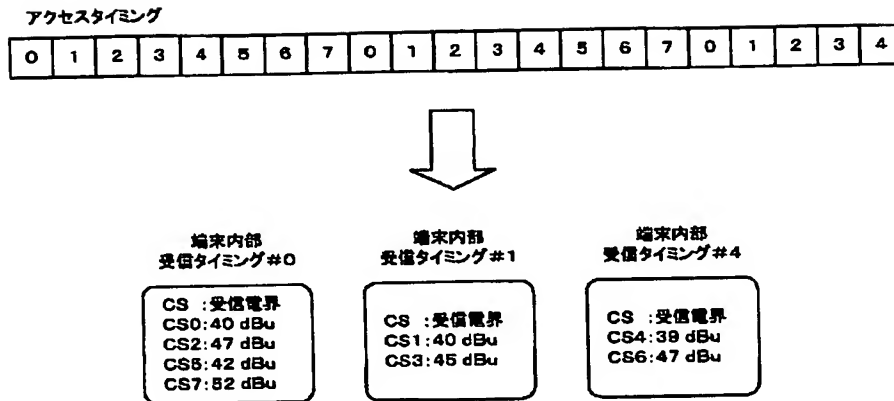 アクセスタイミング
0 1 2 3 4 5 6 7 0 1 2 3 4 5 6 7 0 1 2 3 4
端末内部
受信タイミング#0
CS :受信電界
CS0:40 dBu
CS2:47 dBu
CS5:42 dBu
CS7:52 dBu
端末内部
受信タイミング#1
CS :受信電界
CS1:40 dBu
CS3:45 dBu
端末内部
受信タイミング#4
CS :受信電界
CS4:39 dBu
CS6:47 dBu